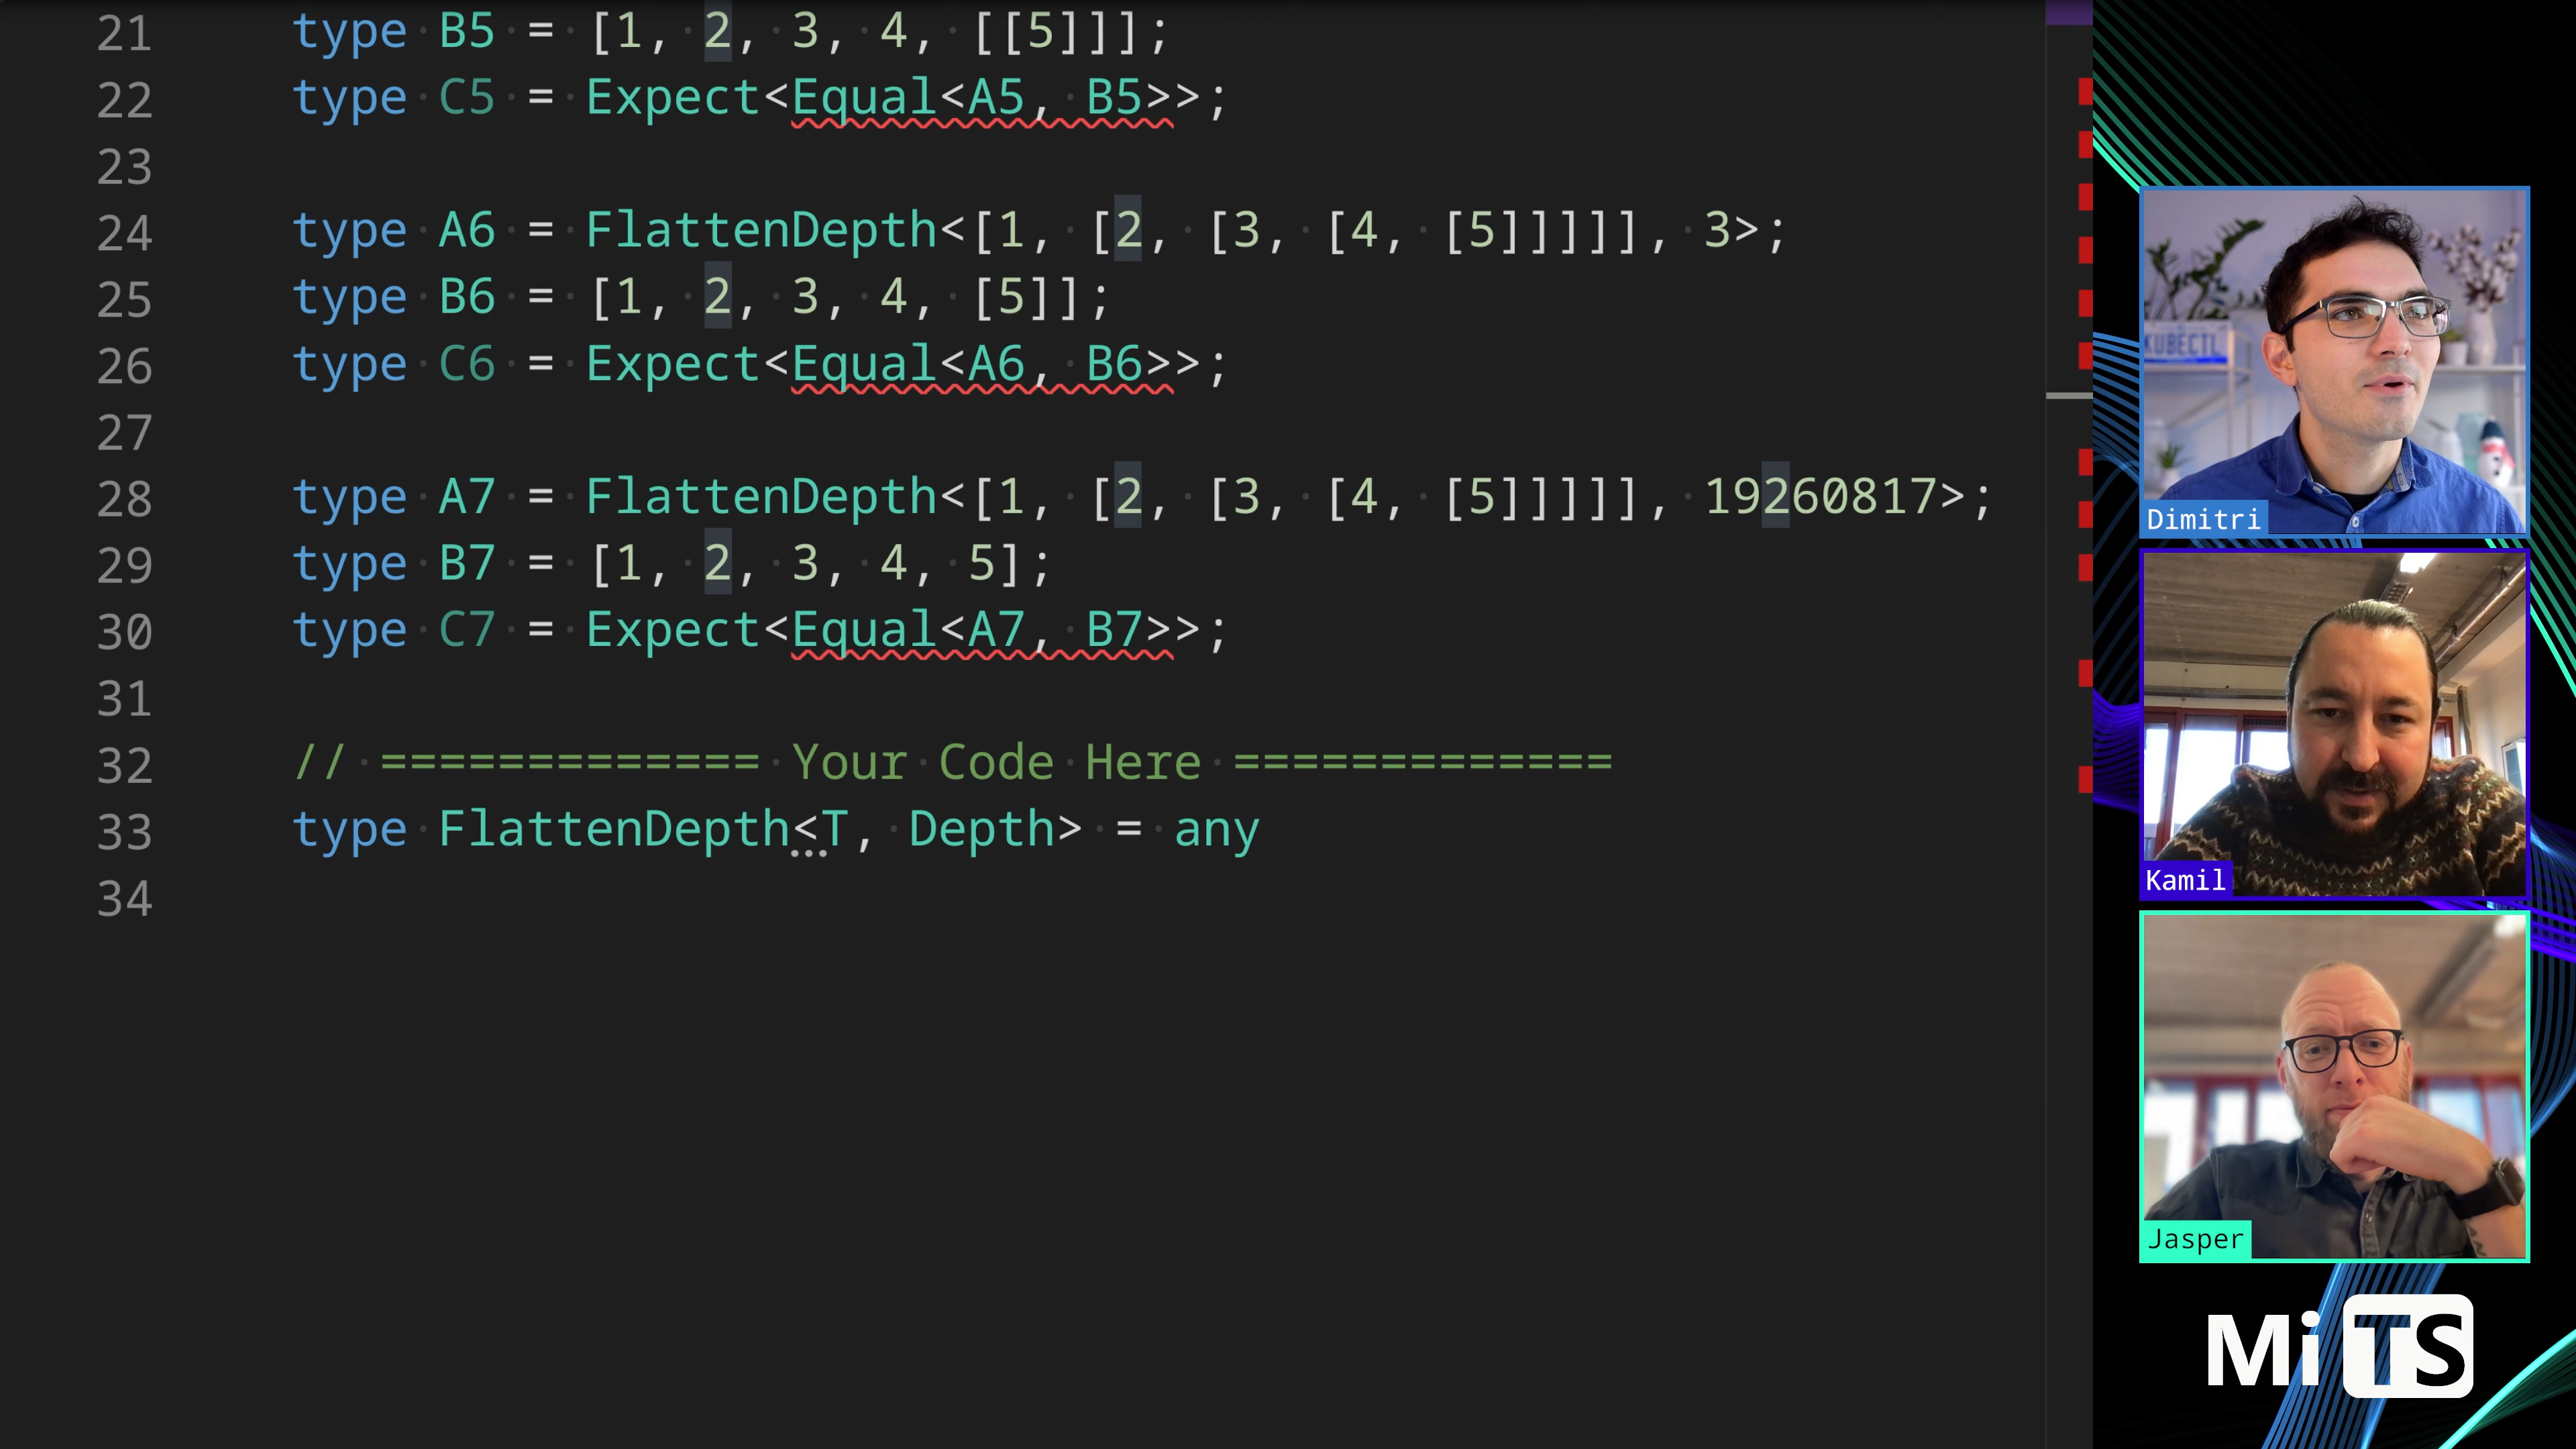 21 type B5 = [1, 2, 3, 4, [[5]]];
22 type C5 = Expect<Equal<A5, B5>>;
23
24 type A6 = FlattenDepth<[1, [2, [3, [4, [5]]]]], 3>;
25 type B6 = [1, 2, 3, 4, [5]];
26 type C6 = Expect<Equal<A6, B6>>;
27
28 type A7 = FlattenDepth<[1, [2, [3, [4, [5]]]]], 19260817>;
29 type B7 = [1, 2, 3, 4, 5];
30 type C7 = Expect<Equal<A7, B7>>;
31
32 // ============= Your Code Here =============
33 type FlattenDepth<T, Depth> = any
34
KUBECTL
Dimitri
Kamil
Jasper
MiTS